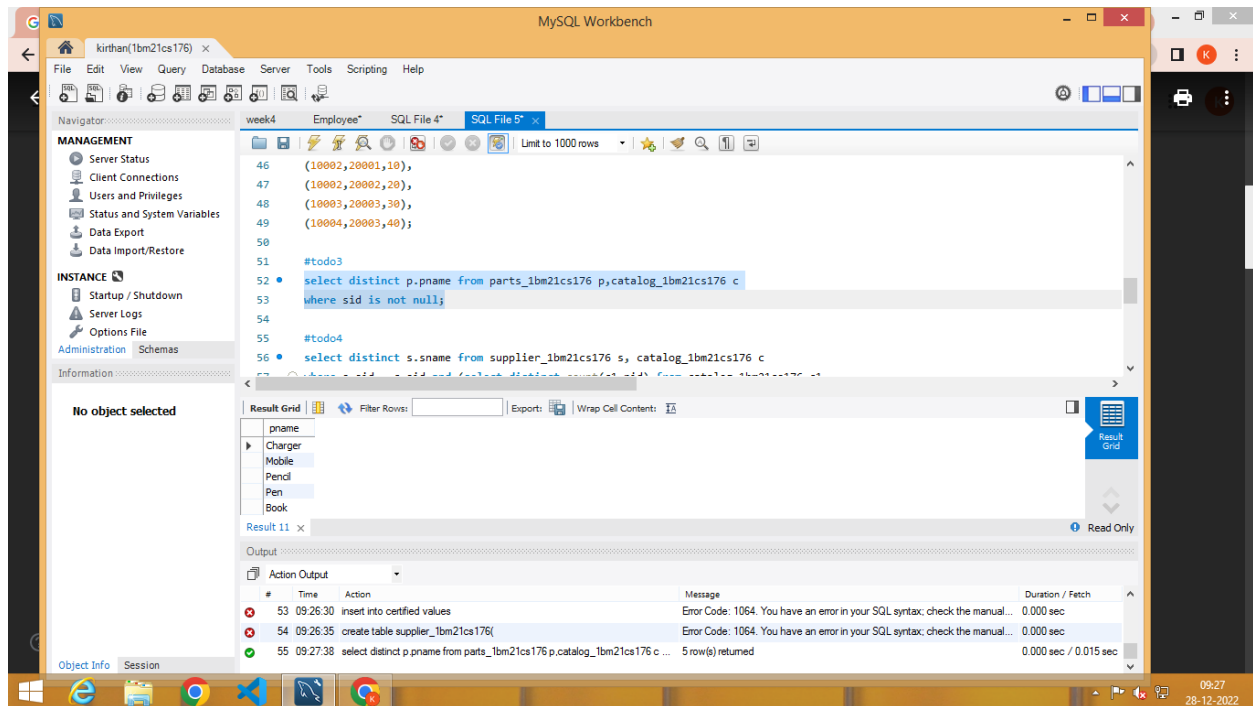 MySQL Workbench
kirthan(1bm21cs176) ×
File Edit View Query Database Server Tools Scripting Help
Navigator
week4 Employee* SQL File 4* SQL File 5* ×
MANAGEMENT
Server Status
Client Connections
Users and Privileges
Status and System Variables
Data Export
Data Import/Restore
INSTANCE
Startup / Shutdown
Server Logs
Options File
Administration Schemas
Information
No object selected
Object Info Session
Limit to 1000 rows
46 (10002,20001,10),
47 (10002,20002,20),
48 (10003,20003,30),
49 (10004,20003,40);
50
51 #todo3
52 select distinct p.pname from parts_1bm21cs176 p,catalog_1bm21cs176 c
53 where sid is not null;
54
55 #todo4
56 select distinct s.sname from supplier_1bm21cs176 s, catalog_1bm21cs176 c
Result Grid Filter Rows: Export: Wrap Cell Content:
pname
Charger
Mobile
Pencil
Pen
Book
Result Grid
Result 11 × Read Only
Output
Action Output
# Time Action Message Duration / Fetch
53 09:26:30 insert into certified values Error Code: 1064. You have an error in your SQL syntax; check the manual... 0.000 sec
54 09:26:35 create table supplier_1bm21cs176( Error Code: 1064. You have an error in your SQL syntax; check the manual... 0.000 sec
55 09:27:38 select distinct p.pname from parts_1bm21cs176 p,catalog_1bm21cs176 c ... 5 row(s) returned 0.000 sec / 0.015 sec
09:27
28-12-2022